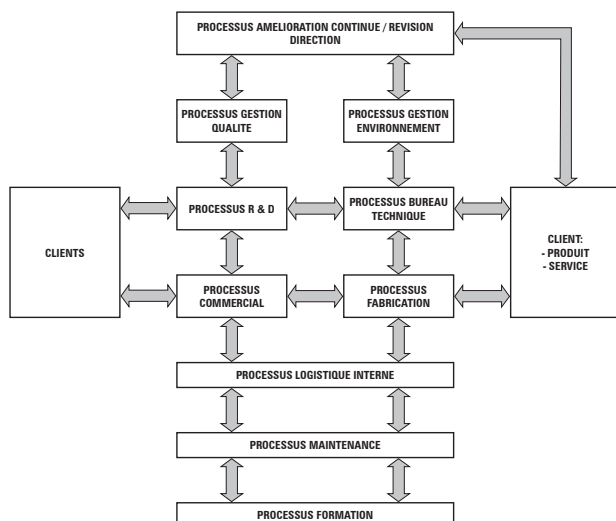 PROCESSUS AMELIORATION CONTINUE / REVISION
DIRECTION
PROCESSUS GESTION
QUALITE
PROCESSUS GESTION
ENVIRONNEMENT
CLIENTS
PROCESSUS R & D
PROCESSUS BUREAU
TECHNIQUE
CLIENT:
- PRODUIT
- SERVICE
PROCESSUS
COMMERCIAL
PROCESSUS
FABRICATION
PROCESSUS LOGISTIQUE INTERNE
PROCESSUS MAINTENANCE
PROCESSUS FORMATION